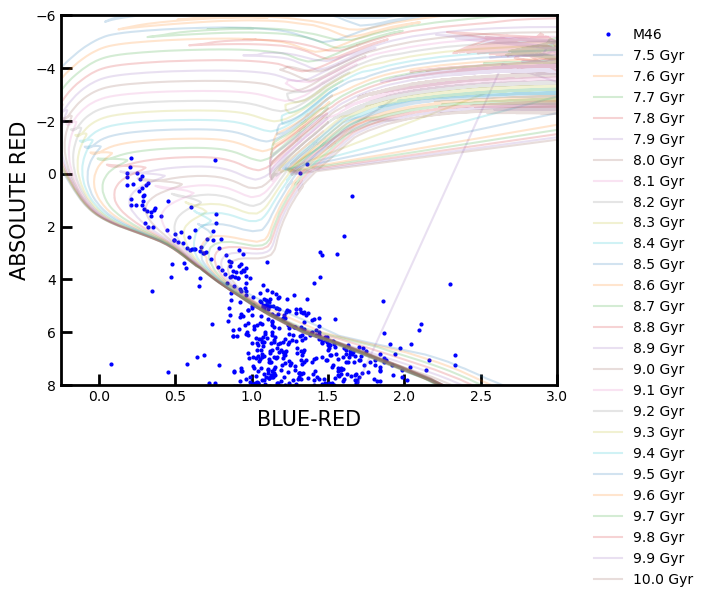 −6
−4
−2
0
2
4
6
8
ABSOLUTE RED
0.0 0.5 1.0 1.5 2.0 2.5 3.0
BLUE-RED
M46
7.5 Gyr
7.6 Gyr
7.7 Gyr
7.8 Gyr
7.9 Gyr
8.0 Gyr
8.1 Gyr
8.2 Gyr
8.3 Gyr
8.4 Gyr
8.5 Gyr
8.6 Gyr
8.7 Gyr
8.8 Gyr
8.9 Gyr
9.0 Gyr
9.1 Gyr
9.2 Gyr
9.3 Gyr
9.4 Gyr
9.5 Gyr
9.6 Gyr
9.7 Gyr
9.8 Gyr
9.9 Gyr
10.0 Gyr